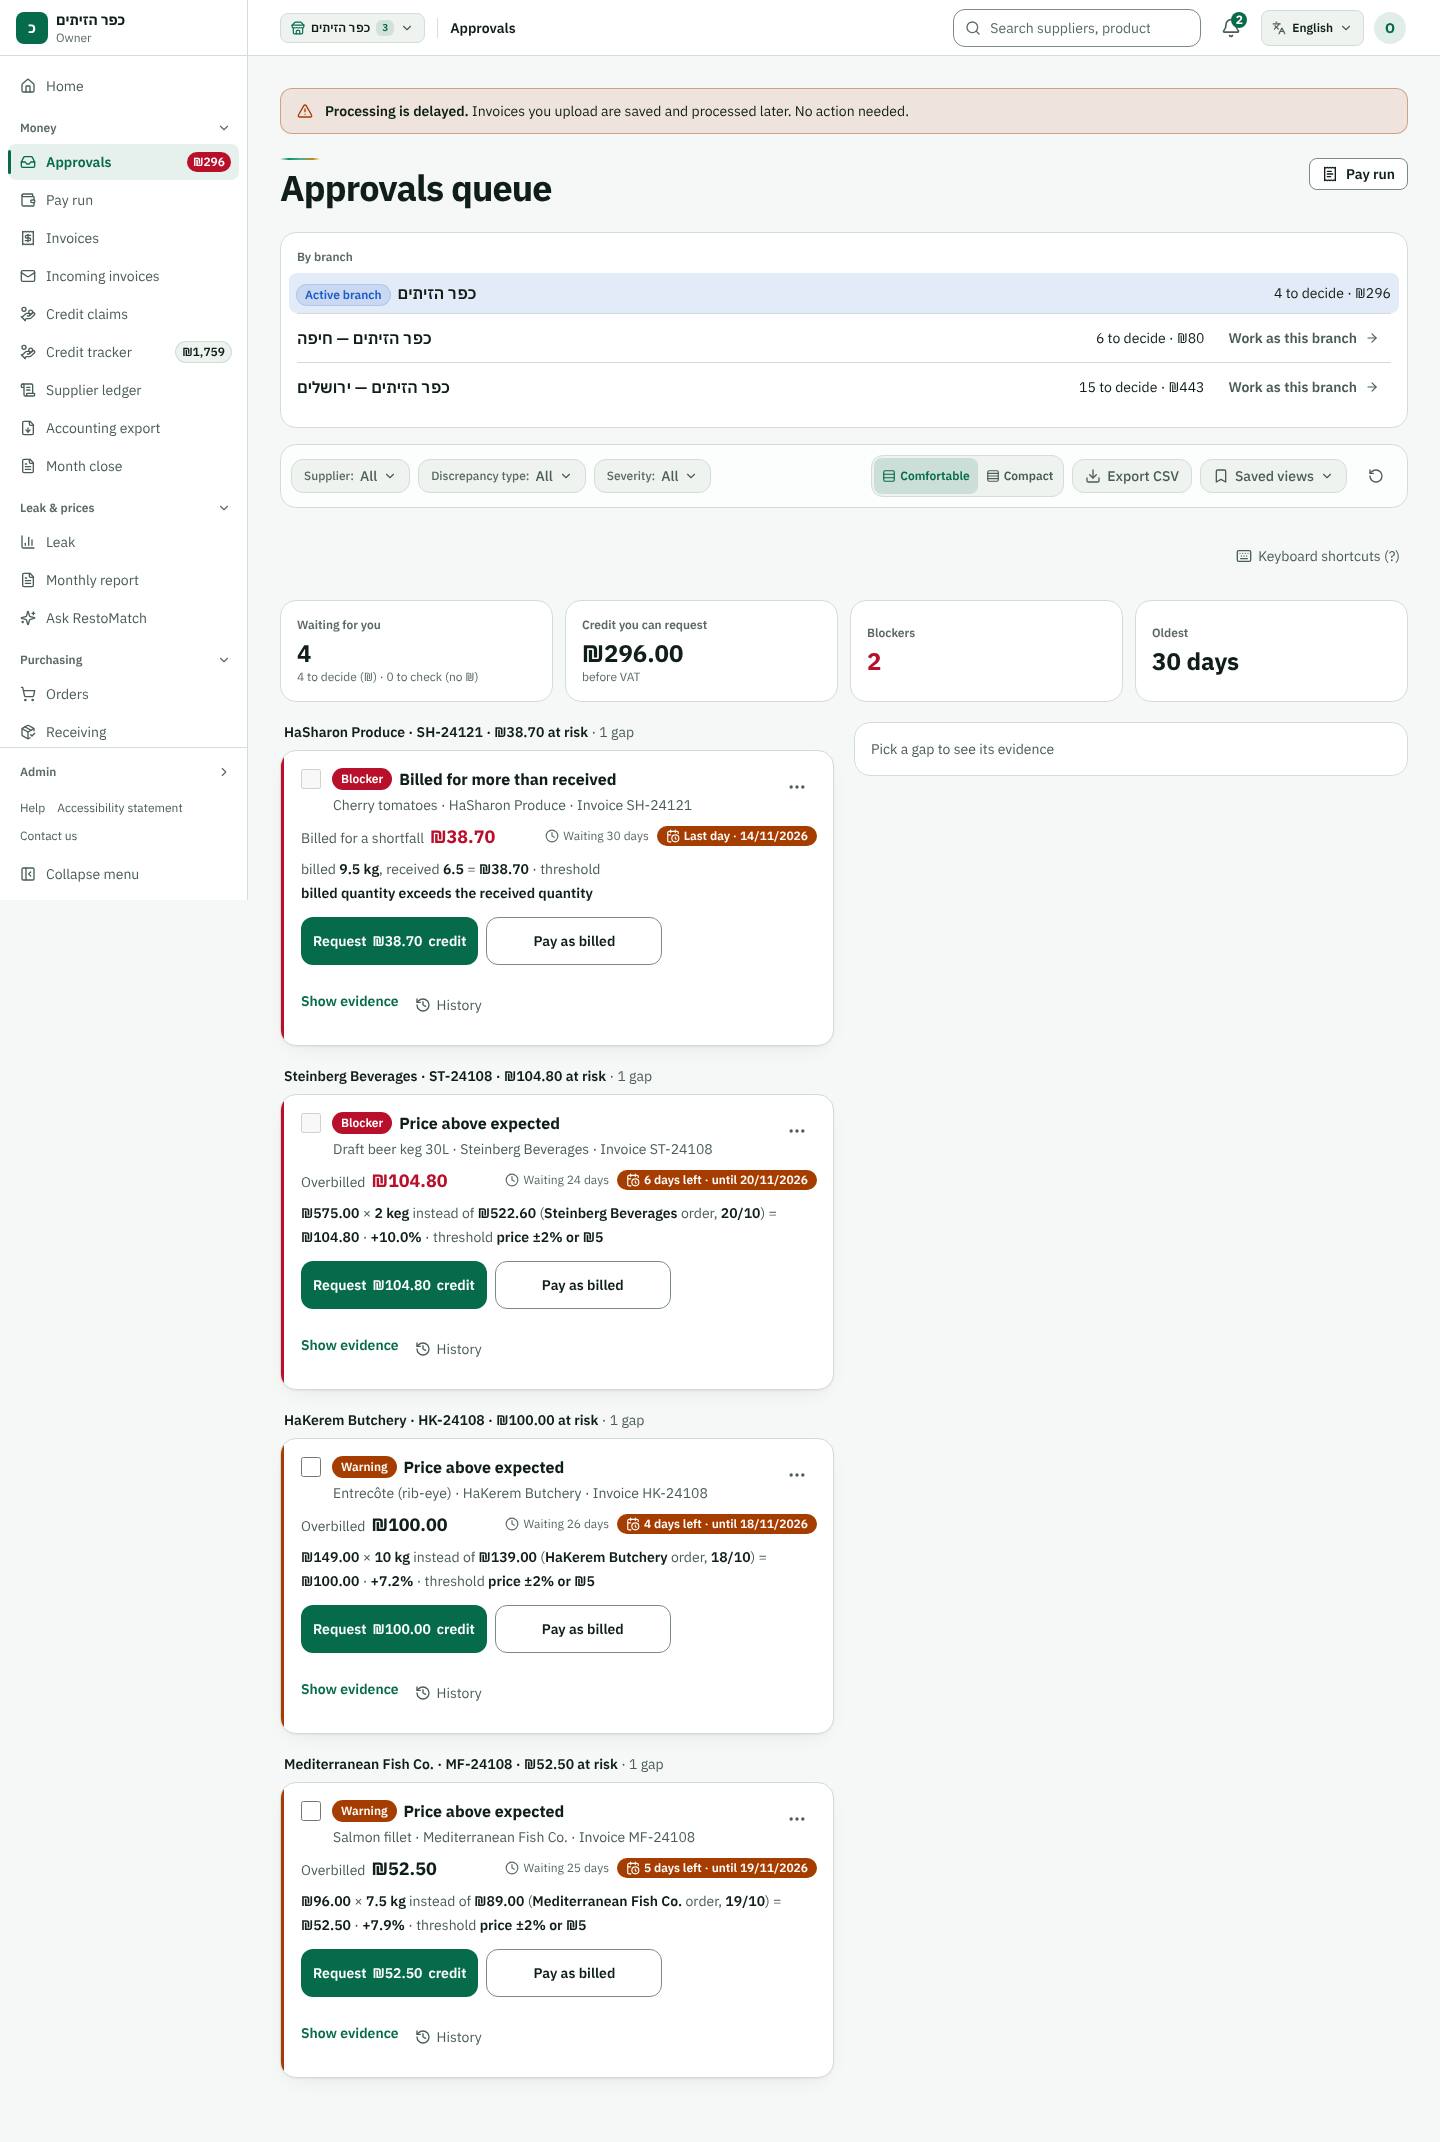 כ
כפר הזיתים
Owner
כפר הזיתים 3
Approvals
Search suppliers, product
2
English
O
Home
Money
Approvals ₪296
Pay run
Invoices
Incoming invoices
Credit claims
Credit tracker ₪1,759
Supplier ledger
Accounting export
Month close
Leak & prices
Leak
Monthly report
Ask RestoMatch
Purchasing
Orders
Receiving
Admin
Help Accessibility statement
Contact us
Collapse menu
Processing is delayed. Invoices you upload are saved and processed later. No action needed.
Approvals queue
Pay run
By branch
Active branch כפר הזיתים 4 to decide · ₪296
כפר הזיתים — חיפה 6 to decide · ₪80 Work as this branch
כפר הזיתים — ירושלים 15 to decide · ₪443 Work as this branch
Supplier: All Discrepancy type: All Severity: All Comfortable Compact Export CSV Saved views
Keyboard shortcuts (?)
Waiting for you
4
4 to decide (₪) · 0 to check (no ₪)
Credit you can request
₪296.00
before VAT
Blockers
2
Oldest
30 days
HaSharon Produce · SH-24121 · ₪38.70 at risk · 1 gap
Blocker Billed for more than received
Cherry tomatoes · HaSharon Produce · Invoice SH-24121
Billed for a shortfall ₪38.70 Waiting 30 days Last day · 14/11/2026
billed 9.5 kg, received 6.5 = ₪38.70 · threshold
billed quantity exceeds the received quantity
Request ₪38.70 credit Pay as billed
Show evidence History
Pick a gap to see its evidence
Steinberg Beverages · ST-24108 · ₪104.80 at risk · 1 gap
Blocker Price above expected
Draft beer keg 30L · Steinberg Beverages · Invoice ST-24108
Overbilled ₪104.80 Waiting 24 days 6 days left · until 20/11/2026
₪575.00 × 2 keg instead of ₪522.60 (Steinberg Beverages order, 20/10) =
₪104.80 · +10.0% · threshold price ±2% or ₪5
Request ₪104.80 credit Pay as billed
Show evidence History
HaKerem Butchery · HK-24108 · ₪100.00 at risk · 1 gap
Warning Price above expected
Entrecôte (rib-eye) · HaKerem Butchery · Invoice HK-24108
Overbilled ₪100.00 Waiting 26 days 4 days left · until 18/11/2026
₪149.00 × 10 kg instead of ₪139.00 (HaKerem Butchery order, 18/10) =
₪100.00 · +7.2% · threshold price ±2% or ₪5
Request ₪100.00 credit Pay as billed
Show evidence History
Mediterranean Fish Co. · MF-24108 · ₪52.50 at risk · 1 gap
Warning Price above expected
Salmon fillet · Mediterranean Fish Co. · Invoice MF-24108
Overbilled ₪52.50 Waiting 25 days 5 days left · until 19/11/2026
₪96.00 × 7.5 kg instead of ₪89.00 (Mediterranean Fish Co. order, 19/10) =
₪52.50 · +7.9% · threshold price ±2% or ₪5
Request ₪52.50 credit Pay as billed
Show evidence History